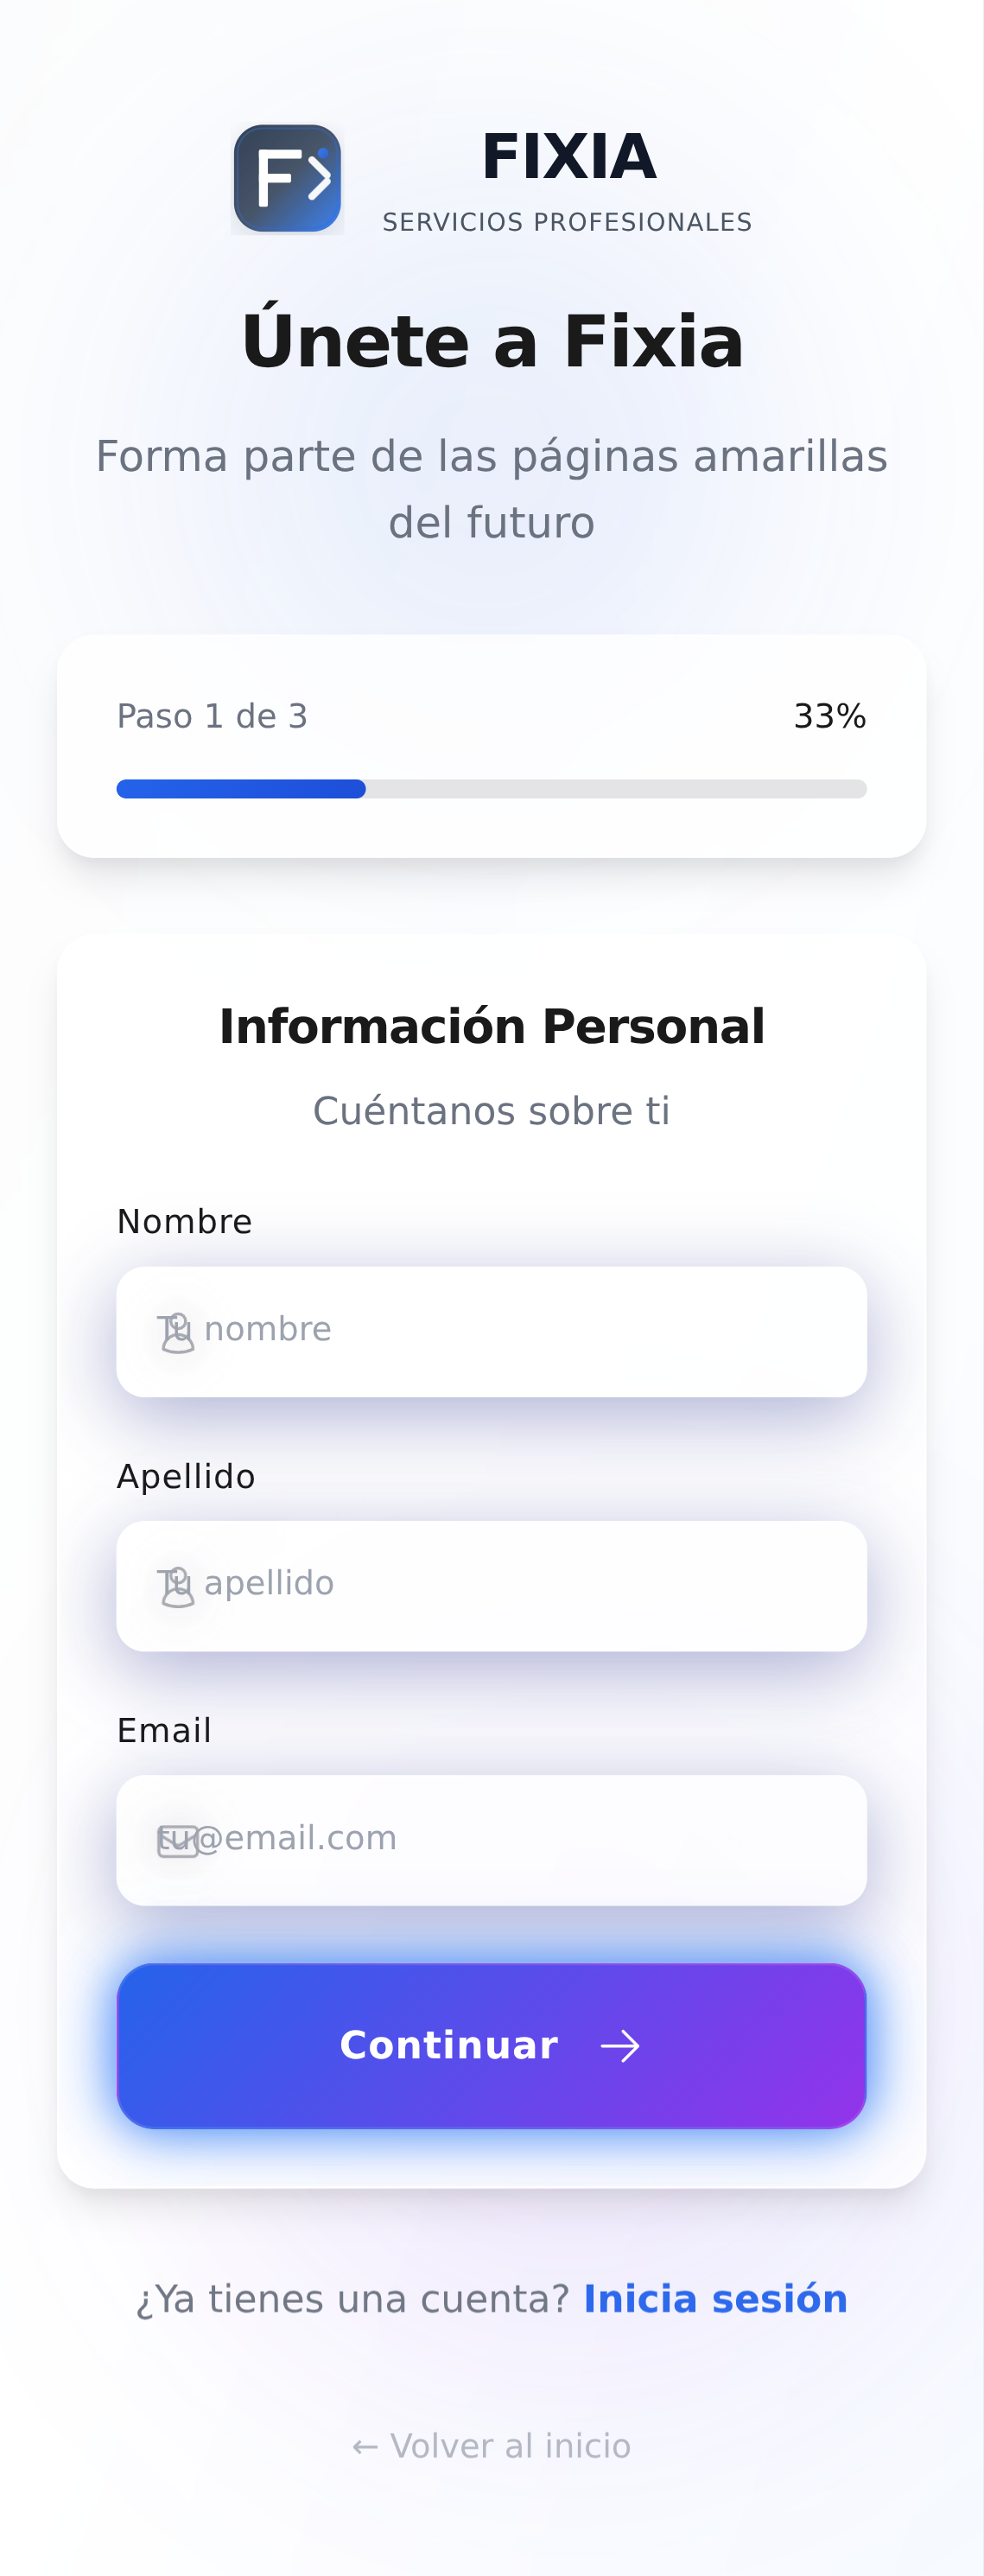 FIXIA
SERVICIOS PROFESIONALES
Únete a Fixia
Forma parte de las páginas amarillas
del futuro
Paso 1 de 3
33%
Información Personal
Cuéntanos sobre ti
Nombre
Tu nombre
Apellido
Tu apellido
Email
tu@email.com
Continuar →
¿Ya tienes una cuenta? Inicia sesión
← Volver al inicio